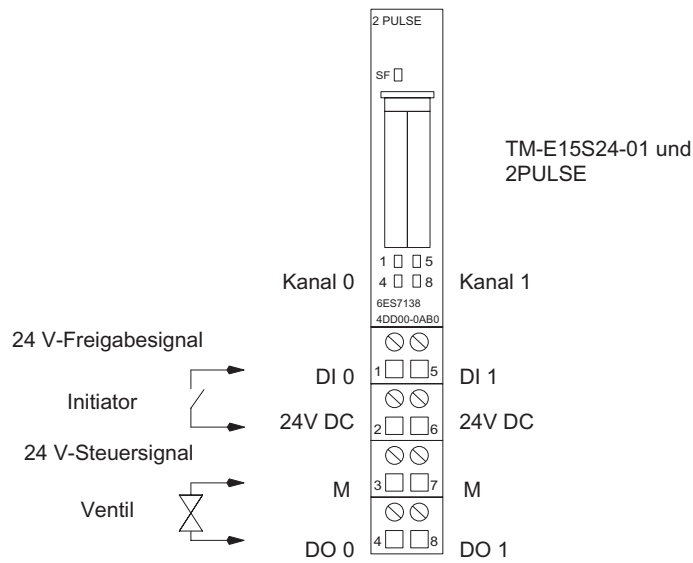 2 PULSE
SF
TM-E15S24-01 und
2PULSE
1 5
Kanal 0 4 8 Kanal 1
6ES7138
4DD00-0AB0
24 V-Freigabesignal
DI 0 1 5 DI 1
Initiator
24V DC 2 6 24V DC
24 V-Steuersignal
M 3 7 M
Ventil
DO 0 4 8 DO 1